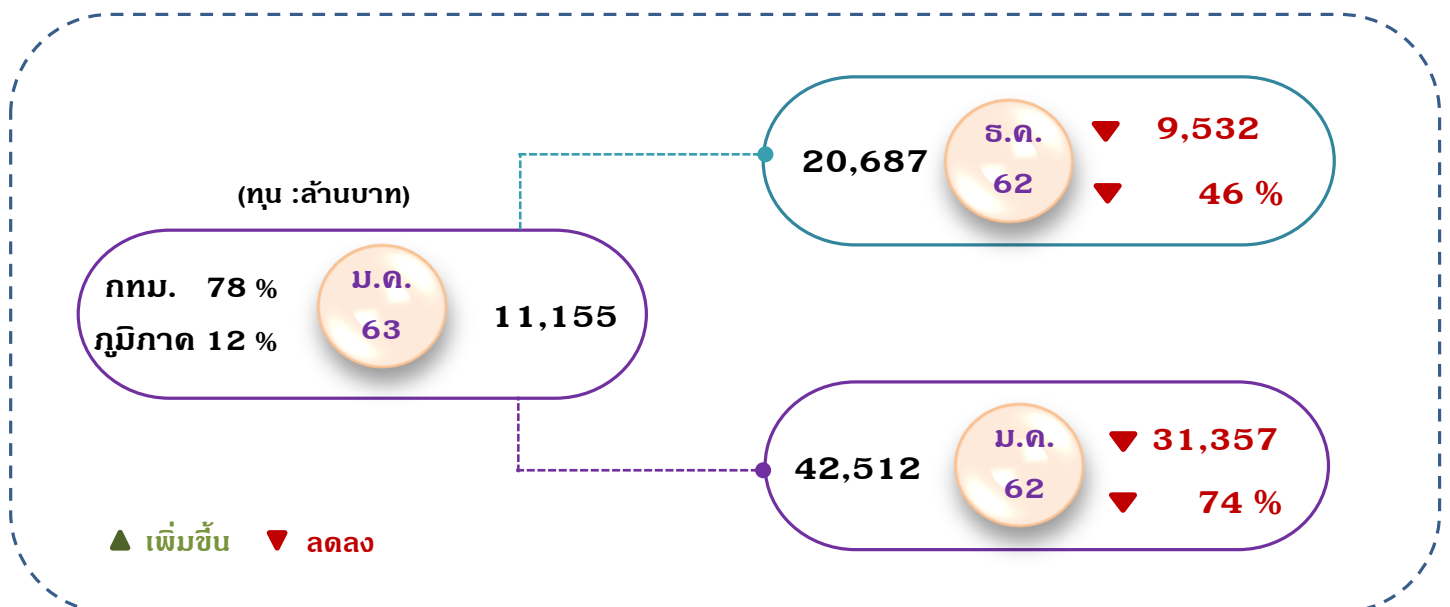 (ทุน :ล้านบาท)
กทม. 78 %
ภูมิภาค 12 %
ม.ค.
63
11,155
20,687
ธ.ค.
62
▼ 9,532
▼ 46 %
42,512
ม.ค.
62
▼ 31,357
▼ 74 %
▲ เพิ่มขึ้น ▼ ลดลง